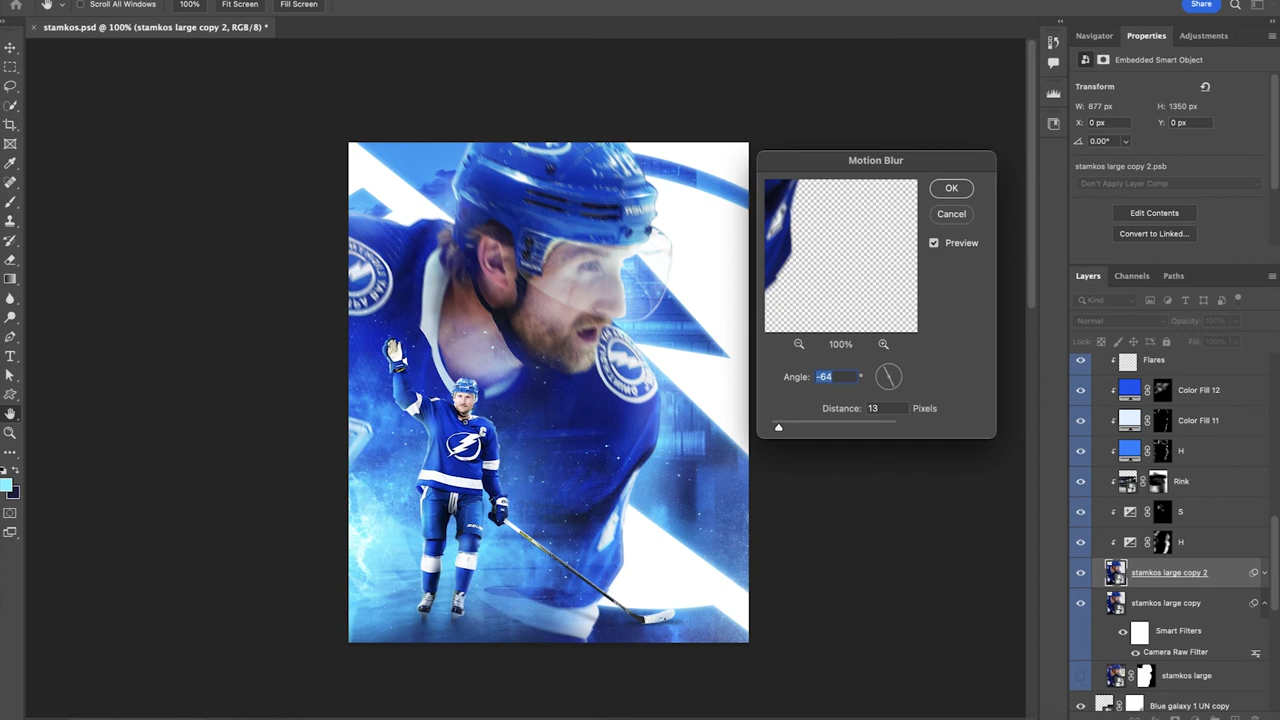 Scroll All Windows 100% Fit Screen Fill Screen Share
× stamkos.psd @ 100% (stamkos large copy 2, RGB/8) *
Navigator Properties Adjustments
Embedded Smart Object
Transform
W: 877 px H: 1350 px
X: 0 px Y: 0 px
0.00°
stamkos large copy 2.psb
Don't Apply Layer Comp
Edit Contents
Convert to Linked...
Motion Blur
OK
Cancel
Preview
100%
Angle: -64 °
Distance: 13 Pixels
Layers Channels Paths
Kind
Normal Opacity: 100%
Lock: Fill: 100%
Flares
Color Fill 12
Color Fill 11
H
Rink
S
H
stamkos large copy 2
stamkos large copy
Smart Filters
Camera Raw Filter
stamkos large
Blue galaxy 1 UN copy
C